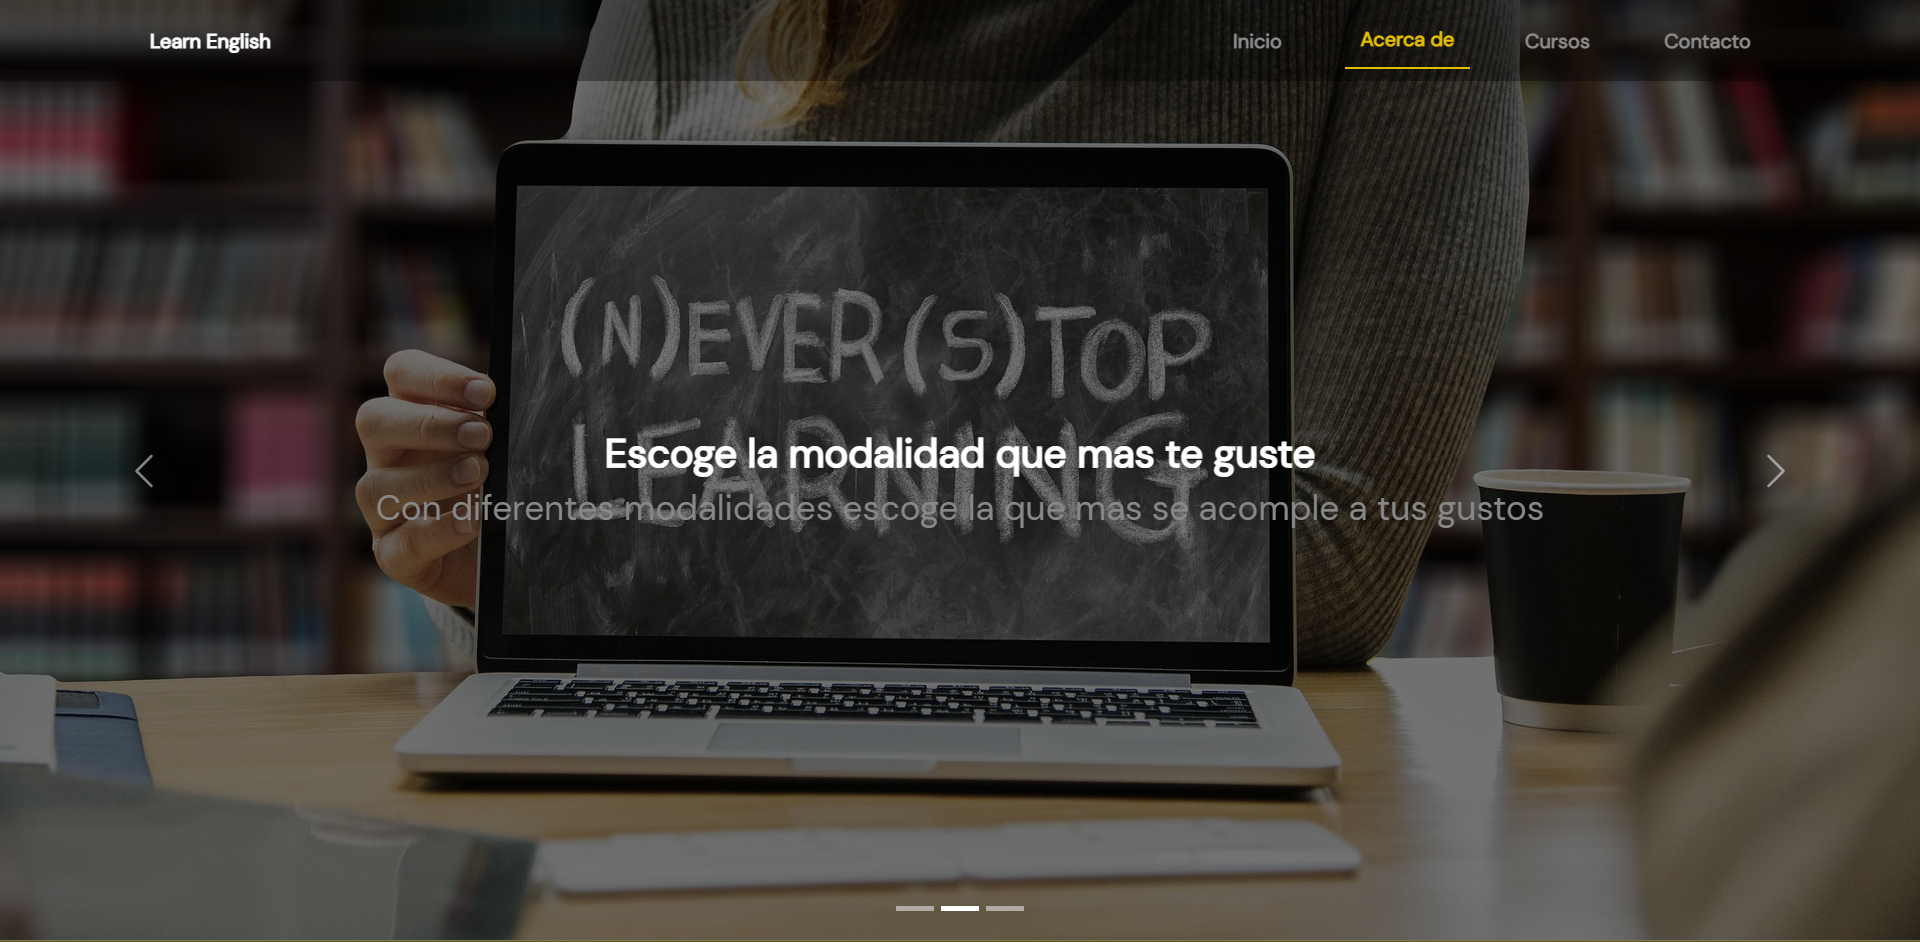 Learn English
Inicio
Acerca de
Cursos
Contacto
(N)EVER (S)TOP
LEARNING
Escoge la modalidad que mas te guste
Con diferentes modalidades escoge la que mas se acomple a tus gustos